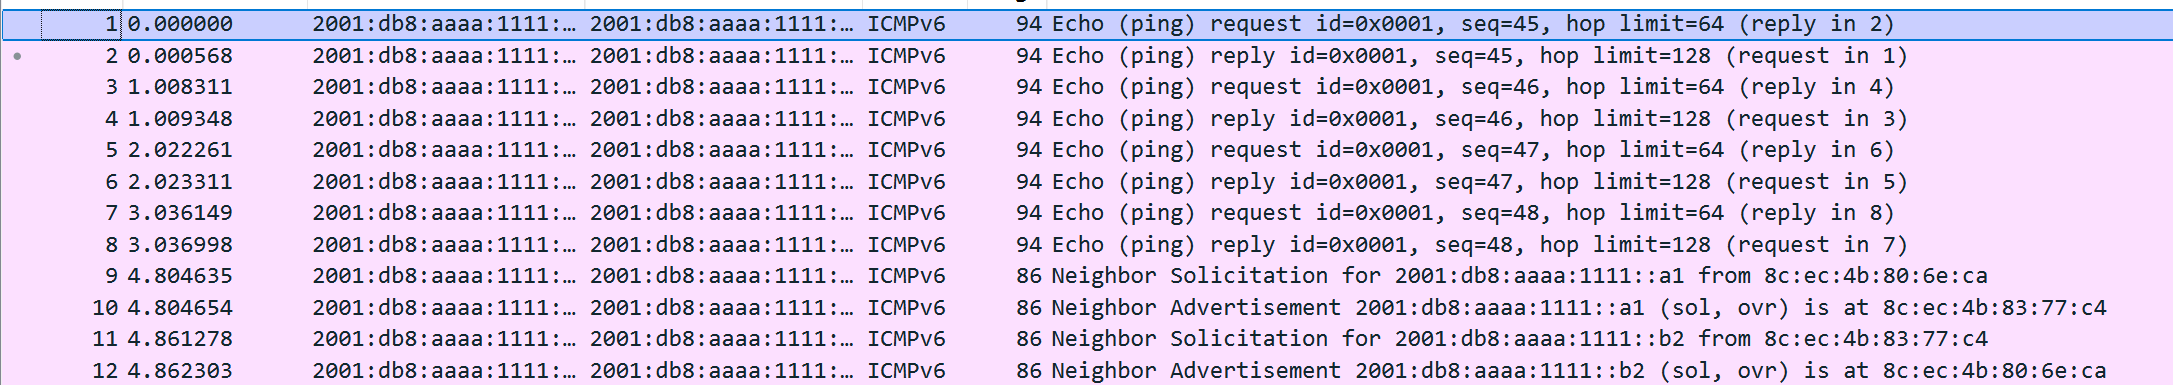 1 0.000000 2001:db8:aaaa:1111:… 2001:db8:aaaa:1111:… ICMPv6 94 Echo (ping) request id=0x0001, seq=45, hop limit=64 (reply in 2)
2 0.000568 2001:db8:aaaa:1111:… 2001:db8:aaaa:1111:… ICMPv6 94 Echo (ping) reply id=0x0001, seq=45, hop limit=128 (request in 1)
3 1.008311 2001:db8:aaaa:1111:… 2001:db8:aaaa:1111:… ICMPv6 94 Echo (ping) request id=0x0001, seq=46, hop limit=64 (reply in 4)
4 1.009348 2001:db8:aaaa:1111:… 2001:db8:aaaa:1111:… ICMPv6 94 Echo (ping) reply id=0x0001, seq=46, hop limit=128 (request in 3)
5 2.022261 2001:db8:aaaa:1111:… 2001:db8:aaaa:1111:… ICMPv6 94 Echo (ping) request id=0x0001, seq=47, hop limit=64 (reply in 6)
6 2.023311 2001:db8:aaaa:1111:… 2001:db8:aaaa:1111:… ICMPv6 94 Echo (ping) reply id=0x0001, seq=47, hop limit=128 (request in 5)
7 3.036149 2001:db8:aaaa:1111:… 2001:db8:aaaa:1111:… ICMPv6 94 Echo (ping) request id=0x0001, seq=48, hop limit=64 (reply in 8)
8 3.036998 2001:db8:aaaa:1111:… 2001:db8:aaaa:1111:… ICMPv6 94 Echo (ping) reply id=0x0001, seq=48, hop limit=128 (request in 7)
9 4.804635 2001:db8:aaaa:1111:… 2001:db8:aaaa:1111:… ICMPv6 86 Neighbor Solicitation for 2001:db8:aaaa:1111::a1 from 8c:ec:4b:80:6e:ca
10 4.804654 2001:db8:aaaa:1111:… 2001:db8:aaaa:1111:… ICMPv6 86 Neighbor Advertisement 2001:db8:aaaa:1111::a1 (sol, ovr) is at 8c:ec:4b:83:77:c4
11 4.861278 2001:db8:aaaa:1111:… 2001:db8:aaaa:1111:… ICMPv6 86 Neighbor Solicitation for 2001:db8:aaaa:1111::b2 from 8c:ec:4b:83:77:c4
12 4.862303 2001:db8:aaaa:1111:… 2001:db8:aaaa:1111:… ICMPv6 86 Neighbor Advertisement 2001:db8:aaaa:1111::b2 (sol, ovr) is at 8c:ec:4b:80:6e:ca